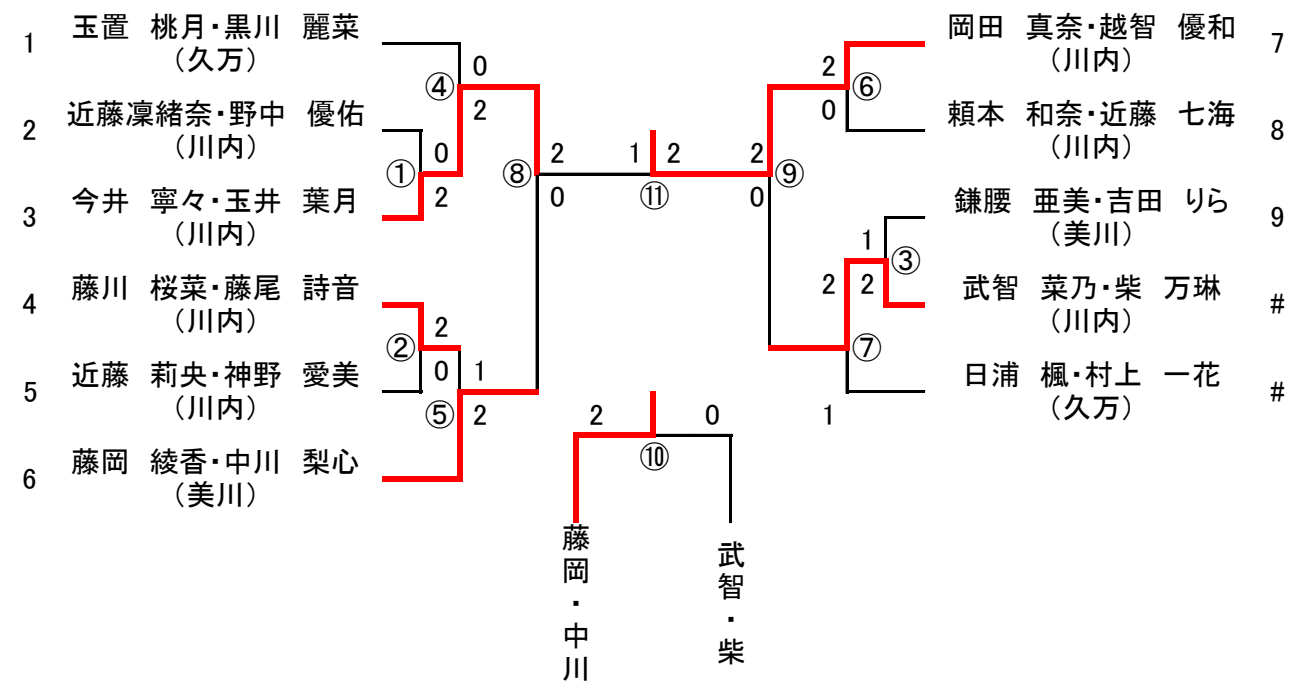 1 玉置 桃月・黒川 麗菜
(久万)
2 近藤凜緒奈・野中 優佑
(川内)
3 今井 寧々・玉井 葉月
(川内)
4 藤川 桜菜・藤尾 詩音
(川内)
5 近藤 莉央・神野 愛美
(川内)
6 藤岡 綾香・中川 梨心
(美川)
④ 0
2
① 0
2
② 2
0
⑤ 1
2
⑧ 2
0
1 2
⑪
2 ⑨
0
2 ⑥
0
1 ③
2
2 ⑦
1
岡田 真奈・越智 優和 7
(川内)
頼本 和奈・近藤 七海 8
(川内)
鎌腰 亜美・吉田 りら 9
(美川)
武智 菜乃・柴 万琳 #
(川内)
日浦 楓・村上 一花 #
(久万)
2 0
⑩
藤岡・中川
武智・柴